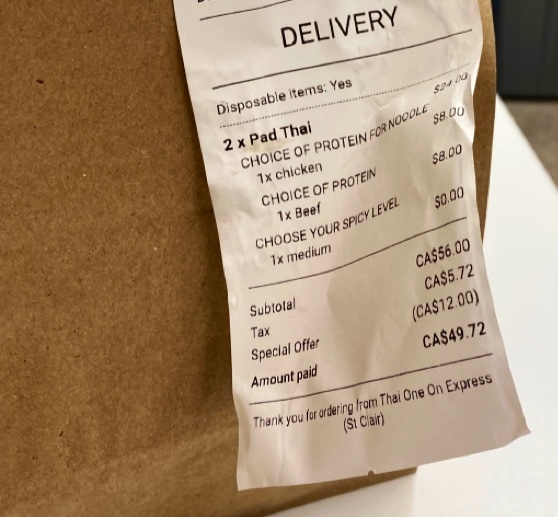 DELIVERY
Disposable items: Yes
2 x Pad Thai $24.00
CHOICE OF PROTEIN FOR NOODLE $8.00
1x chicken
CHOICE OF PROTEIN $8.00
1x Beef
CHOOSE YOUR SPICY LEVEL $0.00
1x medium
Subtotal CA$56.00
Tax CA$5.72
Special Offer (CA$12.00)
Amount paid CA$49.72
Thank you for ordering from Thai One On Express
(St Clair)